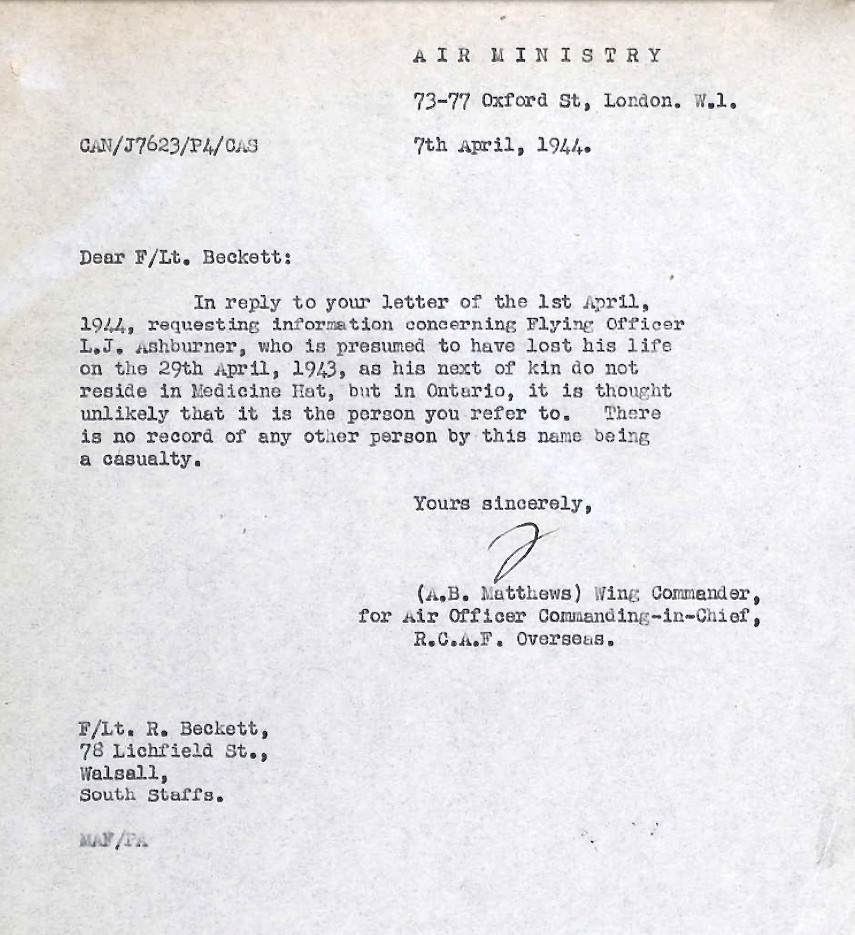 AIR MINISTRY
73-77 Oxford St, London. W.1.
CAN/J7623/P4/CAS
7th April, 1944.
Dear F/Lt. Beckett:
In reply to your letter of the 1st April,
1944, requesting information concerning Flying Officer
L.J. Ashburner, who is presumed to have lost his life
on the 29th April, 1943, as his next of kin do not
reside in Medicine Hat, but in Ontario, it is thought
unlikely that it is the person you refer to. There
is no record of any other person by this name being
a casualty.
Yours sincerely,
(A.B. Matthews) Wing Commander,
for Air Officer Commanding-in-Chief,
R.C.A.F. Overseas.
F/Lt. R. Beckett,
78 Lichfield St.,
Walsall,
South Staffs.
MAF/PA